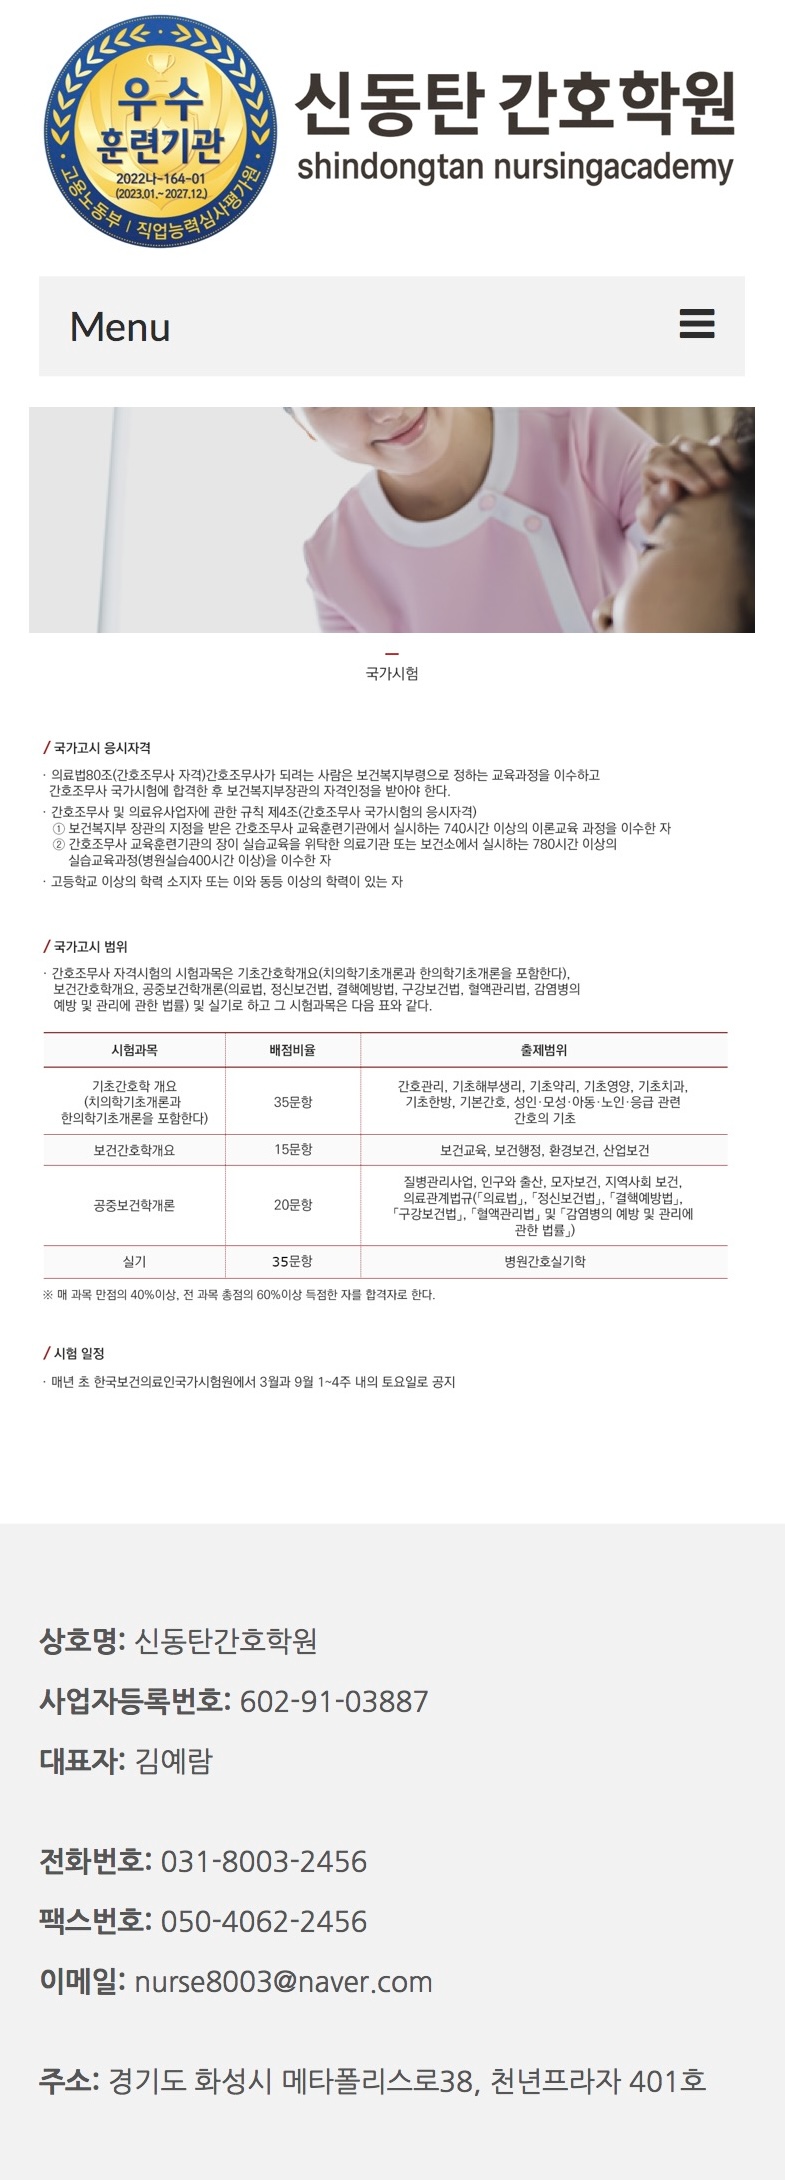 우수
훈련기관
2022나-164-01
(2023.01.~2027.12.)
고용노동부 | 직업능력심사평가원
신동탄 간호학원
shindongtan nursingacademy
Menu
국가시험
/ 국가고시 응시자격
· 의료법80조(간호조무사 자격)간호조무사가 되려는 사람은 보건복지부령으로 정하는 교육과정을 이수하고
간호조무사 국가시험에 합격한 후 보건복지부장관의 자격인정을 받아야 한다.
· 간호조무사 및 의료유사업자에 관한 규칙 제4조(간호조무사 국가시험의 응시자격)
① 보건복지부 장관의 지정을 받은 간호조무사 교육훈련기관에서 실시하는 740시간 이상의 이론교육 과정을 이수한 자
② 간호조무사 교육훈련기관의 장이 실습교육을 위탁한 의료기관 또는 보건소에서 실시하는 780시간 이상의
실습교육과정(병원실습400시간 이상)을 이수한 자
· 고등학교 이상의 학력 소지자 또는 이와 동등 이상의 학력이 있는 자
/ 국가고시 범위
· 간호조무사 자격시험의 시험과목은 기초간호학개요(치의학기초개론과 한의학기초개론을 포함한다),
보건간호학개요, 공중보건학개론(의료법, 정신보건법, 결핵예방법, 구강보건법, 혈액관리법, 감염병의
예방 및 관리에 관한 법률) 및 실기로 하고 그 시험과목은 다음 표와 같다.
시험과목 배점비율 출제범위
기초간호학 개요
(치의학기초개론과
한의학기초개론을 포함한다)
35문항
간호관리, 기초해부생리, 기초약리, 기초영양, 기초치과,
기초한방, 기본간호, 성인·모성·아동·노인·응급 관련
간호의 기초
보건간호학개요 15문항 보건교육, 보건행정, 환경보건, 산업보건
공중보건학개론
20문항
질병관리사업, 인구와 출산, 모자보건, 지역사회 보건,
의료관계법규(「의료법」, 「정신보건법」, 「결핵예방법」,
「구강보건법」, 「혈액관리법」 및 「감염병의 예방 및 관리에
관한 법률」)
실기 35문항 병원간호실기학
※ 매 과목 만점의 40%이상, 전 과목 총점의 60%이상 득점한 자를 합격자로 한다.
/ 시험 일정
· 매년 초 한국보건의료인국가시험원에서 3월과 9월 1~4주 내의 토요일로 공지
상호명: 신동탄간호학원
사업자등록번호: 602-91-03887
대표자: 김예람
전화번호: 031-8003-2456
팩스번호: 050-4062-2456
이메일: nurse8003@naver.com
주소: 경기도 화성시 메타폴리스로38, 천년프라자 401호